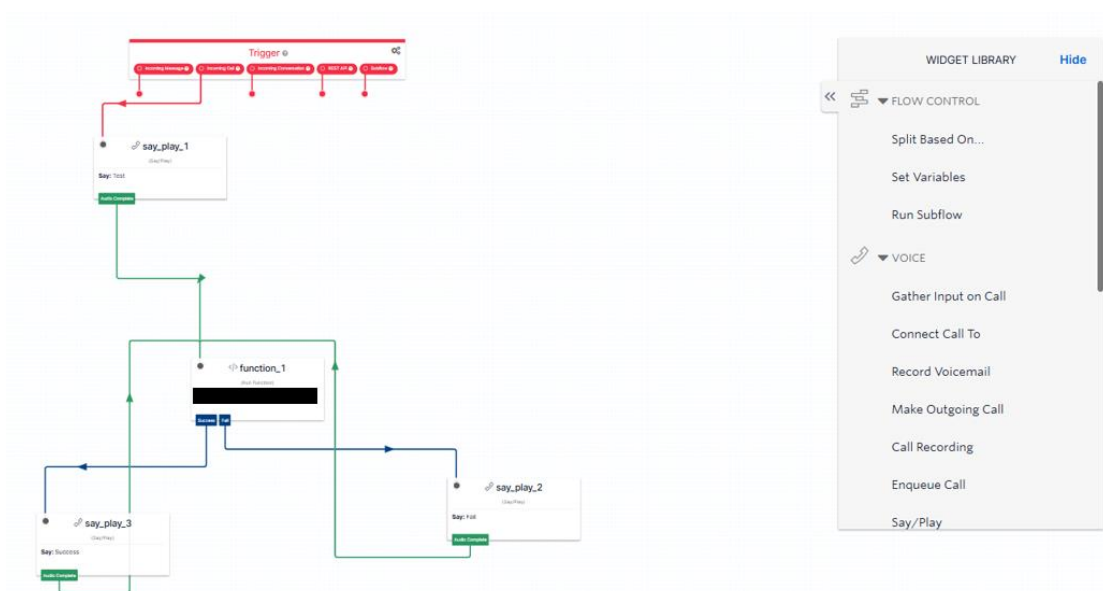 Trigger
Incoming Message
Incoming Call
Incoming Conversation
REST API
Subflow
say_play_1
(Say/Play)
Say: Test
Audio Complete
function_1
(Run Function)
Success
Fail
say_play_2
(Say/Play)
Say: Fail
Audio Complete
say_play_3
(Say/Play)
Say: Success
Audio Complete
WIDGET LIBRARY
Hide
FLOW CONTROL
Split Based On...
Set Variables
Run Subflow
VOICE
Gather Input on Call
Connect Call To
Record Voicemail
Make Outgoing Call
Call Recording
Enqueue Call
Say/Play